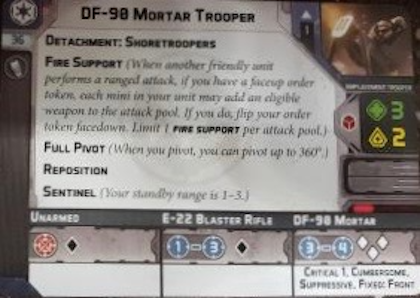 DF-90 Mortar Trooper
36
Detachment: Shoretroopers
Fire Support (When another friendly unit
performs a ranged attack, if you have a faceup order
token, each mini in your unit may add an eligible
weapon to the attack pool. If you do, flip your order
token facedown. Limit 1 FIRE SUPPORT per attack pool.)
Full Pivot (When you pivot, you can pivot up to 360°.)
Reposition
Sentinel (Your standby range is 1–3.)
Emplacement Trooper
3
2
Unarmed
E-22 Blaster Rifle
1–3
DF-90 Mortar
3–4
Critical 1, Cumbersome,
Suppressive, Fixed: Front